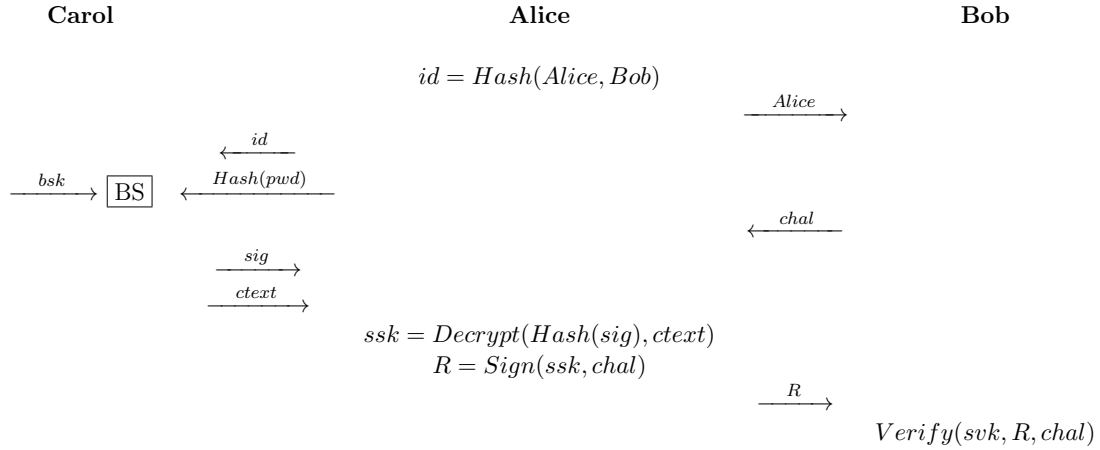 Carol Alice Bob
id = Hash(Alice, Bob)
Alice
id
bsk BS Hash(pwd)
chal
sig
ctext
ssk = Decrypt(Hash(sig), ctext)
R = Sign(ssk, chal)
R
Verify(svk, R, chal)